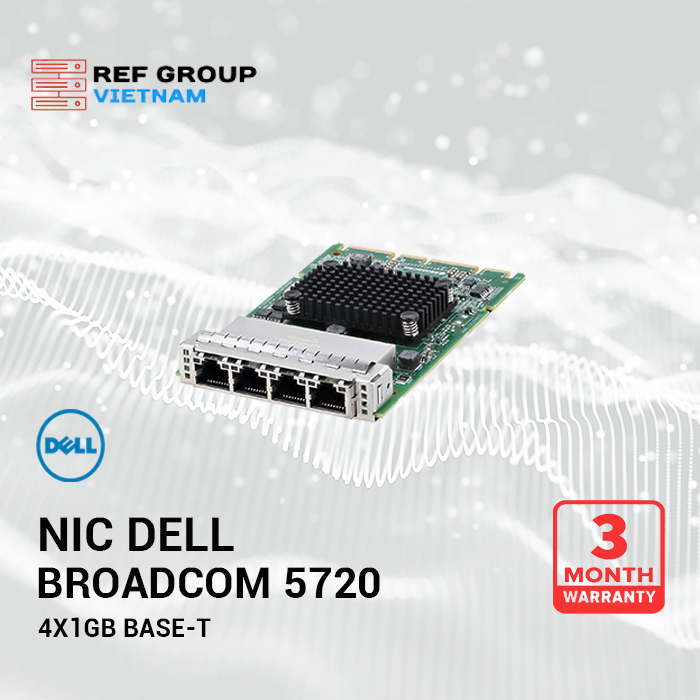 REF GROUP
VIETNAM
DELL
NIC DELL
BROADCOM 5720
4X1GB BASE-T
3
MONTH
WARRANTY